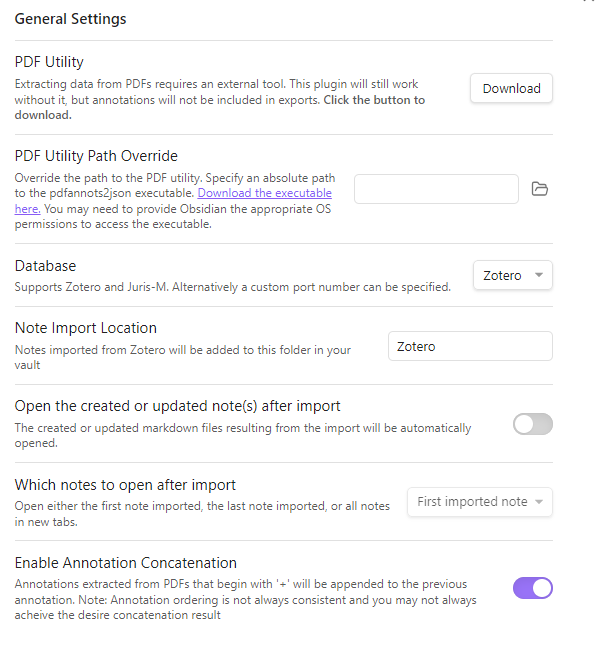 General Settings
PDF Utility
Extracting data from PDFs requires an external tool. This plugin will still work
without it, but annotations will not be included in exports. Click the button to
download.
Download
PDF Utility Path Override
Override the path to the PDF utility. Specify an absolute path
to the pdfannots2json executable. Download the executable
here. You may need to provide Obsidian the appropriate OS
permissions to access the executable.
Database
Supports Zotero and Juris-M. Alternatively a custom port number can be specified.
Zotero
Note Import Location
Notes imported from Zotero will be added to this folder in your
vault
Zotero
Open the created or updated note(s) after import
The created or updated markdown files resulting from the import will be automatically
opened.
Which notes to open after import
Open either the first note imported, the last note imported, or all notes
in new tabs.
First imported note
Enable Annotation Concatenation
Annotations extracted from PDFs that begin with '+' will be appended to the previous
annotation. Note: Annotation ordering is not always consistent and you may not always
acheive the desire concatenation result